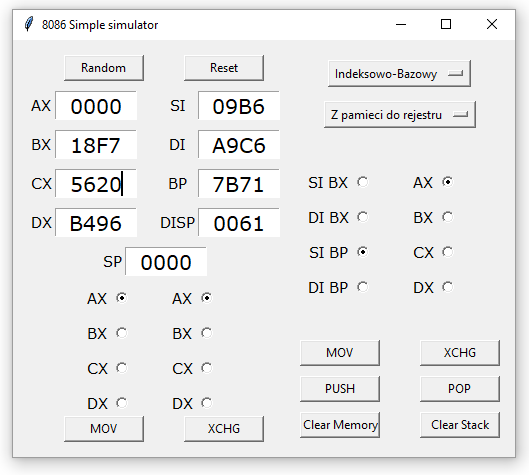 8086 Simple simulator
Random Reset Indeksowo-Bazowy
AX 0000 SI 09B6 Z pamieci do rejestru
BX 18F7 DI A9C6
CX 5620 BP 7B71 SI BX AX
DX B496 DISP 0061 DI BX BX
SP 0000 SI BP CX
AX AX DI BP DX
BX BX
CX CX MOV XCHG
DX DX PUSH POP
MOV XCHG Clear Memory Clear Stack